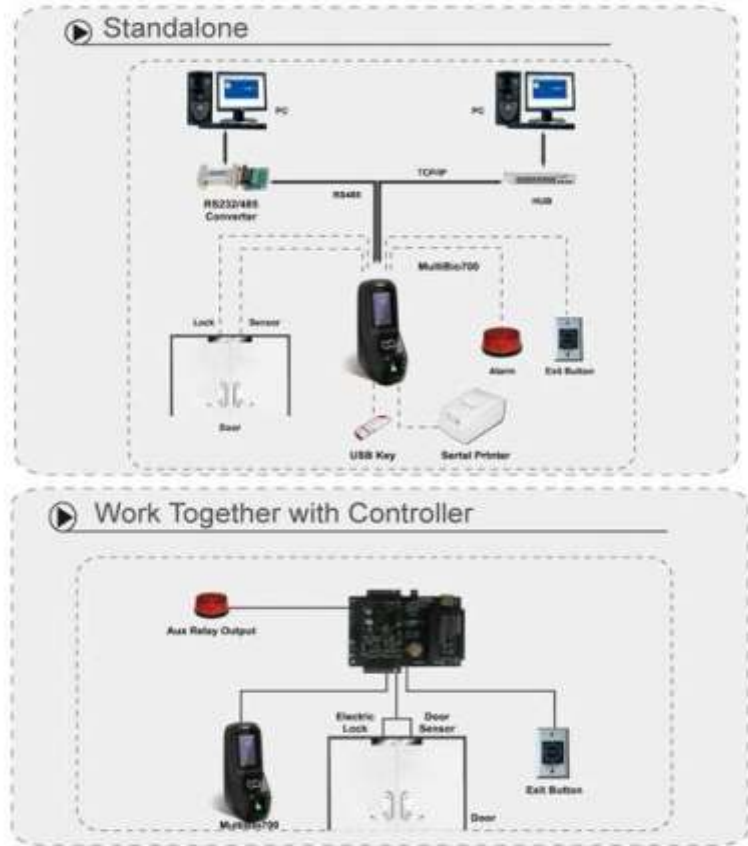 Standalone
PC
PC
RS232/485
Converter
RS485
TCP/IP
HUB
MultiBio700
Lock
Sensor
Door
Alarm
Exit Button
USB Key
Serial Printer
Work Together with Controller
Aux Relay Output
Electric
Lock
Door
Sensor
MultiBio700
Exit Button
Door